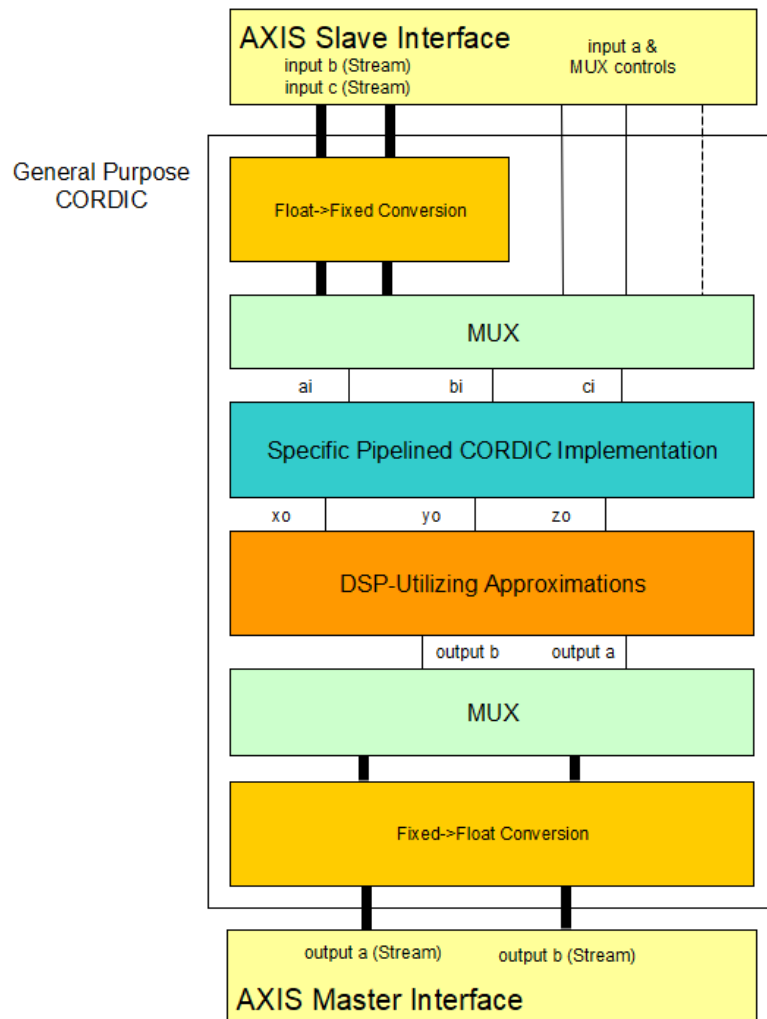 AXIS Slave Interface
input b (Stream)
input c (Stream)
input a &
MUX controls
General Purpose
CORDIC
Float->Fixed Conversion
MUX
ai
bi
ci
Specific Pipelined CORDIC Implementation
xo
yo
zo
DSP-Utilizing Approximations
output b
output a
MUX
Fixed->Float Conversion
output a (Stream)
output b (Stream)
AXIS Master Interface